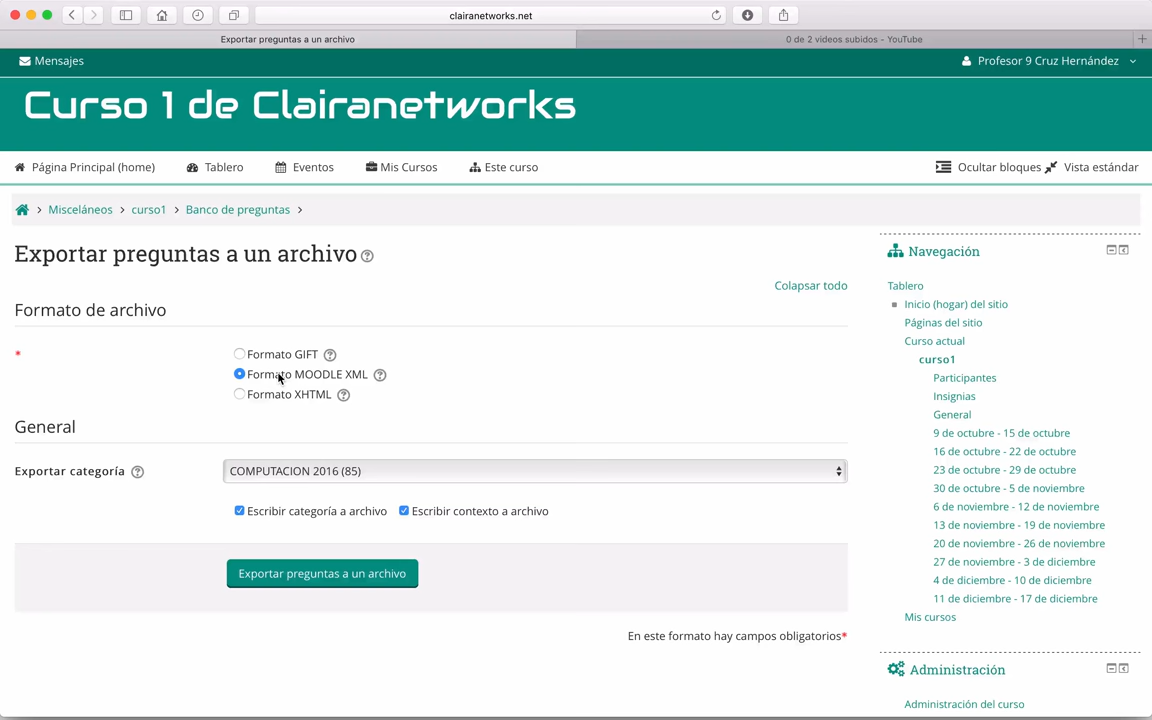 clairanetworks.net
Exportar preguntas a un archivo
0 de 2 videos subidos - YouTube
Mensajes
Profesor 9 Cruz Hernández
Curso 1 de Clairanetworks
Página Principal (home)
Tablero
Eventos
Mis Cursos
Este curso
Ocultar bloques
Vista estándar
Misceláneos
curso1
Banco de preguntas
Exportar preguntas a un archivo
Colapsar todo
Formato de archivo
*
Formato GIFT
Formato MOODLE XML
Formato XHTML
General
Exportar categoría
COMPUTACION 2016 (85)
Escribir categoría a archivo
Escribir contexto a archivo
Exportar preguntas a un archivo
En este formato hay campos obligatorios*
Navegación
Tablero
Inicio (hogar) del sitio
Páginas del sitio
Curso actual
curso1
Participantes
Insignias
General
9 de octubre - 15 de octubre
16 de octubre - 22 de octubre
23 de octubre - 29 de octubre
30 de octubre - 5 de noviembre
6 de noviembre - 12 de noviembre
13 de noviembre - 19 de noviembre
20 de noviembre - 26 de noviembre
27 de noviembre - 3 de diciembre
4 de diciembre - 10 de diciembre
11 de diciembre - 17 de diciembre
Mis cursos
Administración
Administración del curso